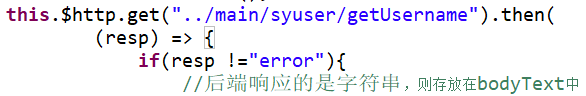 this.$http.get("../main/syuser/getUsername").then(
(resp) => {
if(resp !="error"){
//后端响应的是字符串，则存放在bodyText中